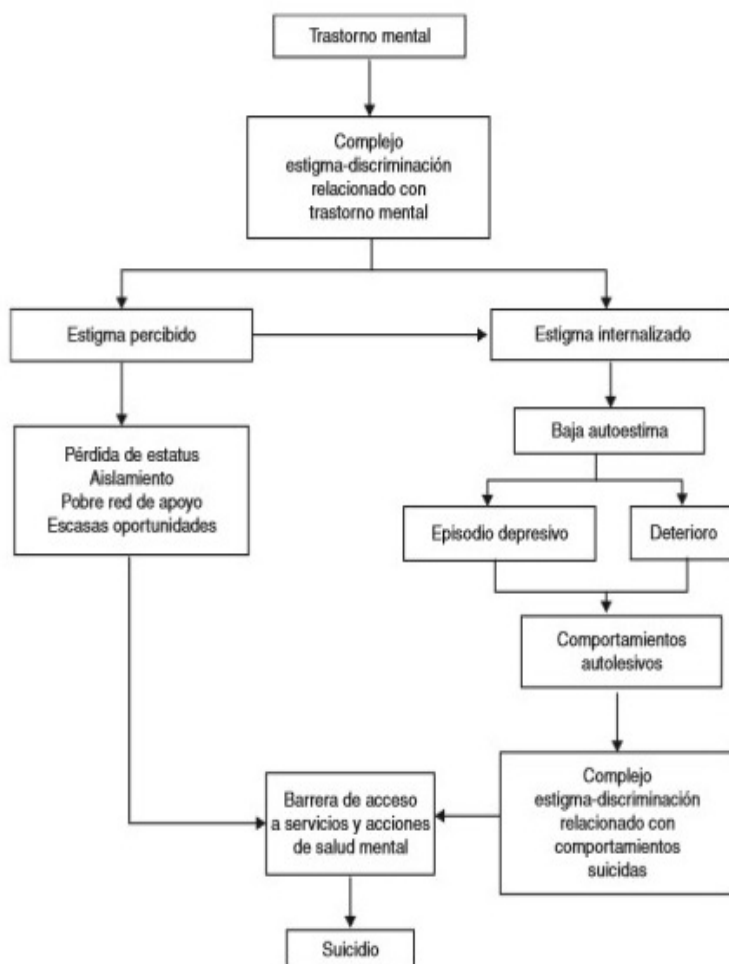 Trastorno mental
Complejo
estigma-discriminación
relacionado con
trastorno mental
Estigma percibido
Estigma internalizado
Pérdida de estatus
Aislamiento
Pobre red de apoyo
Escasas oportunidades
Baja autoestima
Episodio depresivo
Deterioro
Comportamientos
autolesivos
Barrera de acceso
a servicios y acciones
de salud mental
Complejo
estigma-discriminación
relacionado con
comportamientos
suicidas
Suicidio